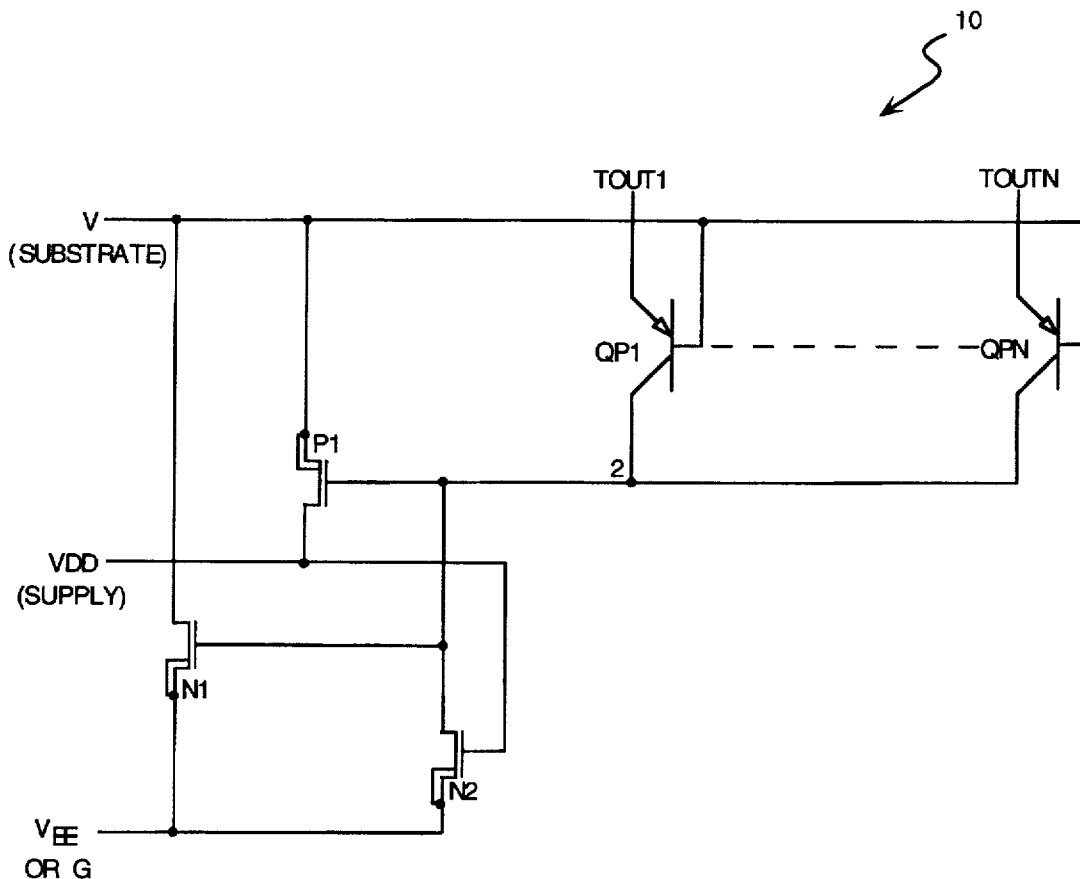 10
TOUT1
TOUTN
V
(SUBSTRATE)
QP1
QPN
P1
2
VDD
(SUPPLY)
N1
N2
VEE
OR G